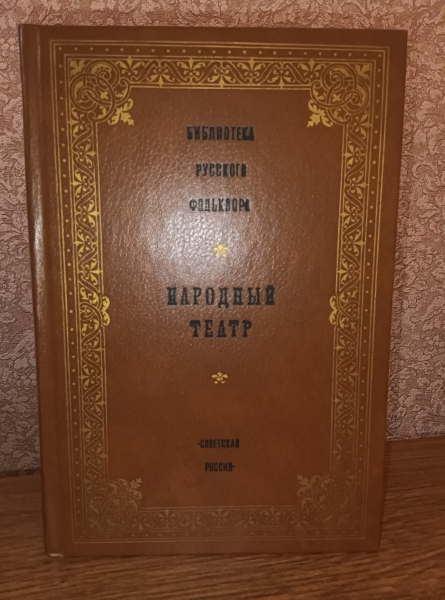 БИБЛИОТЕКА
РУССКОГО
ФОЛЬКЛОРА
НАРОДНЫЙ
ТЕАТР
«СОВЕТСКАЯ
РОССИЯ»